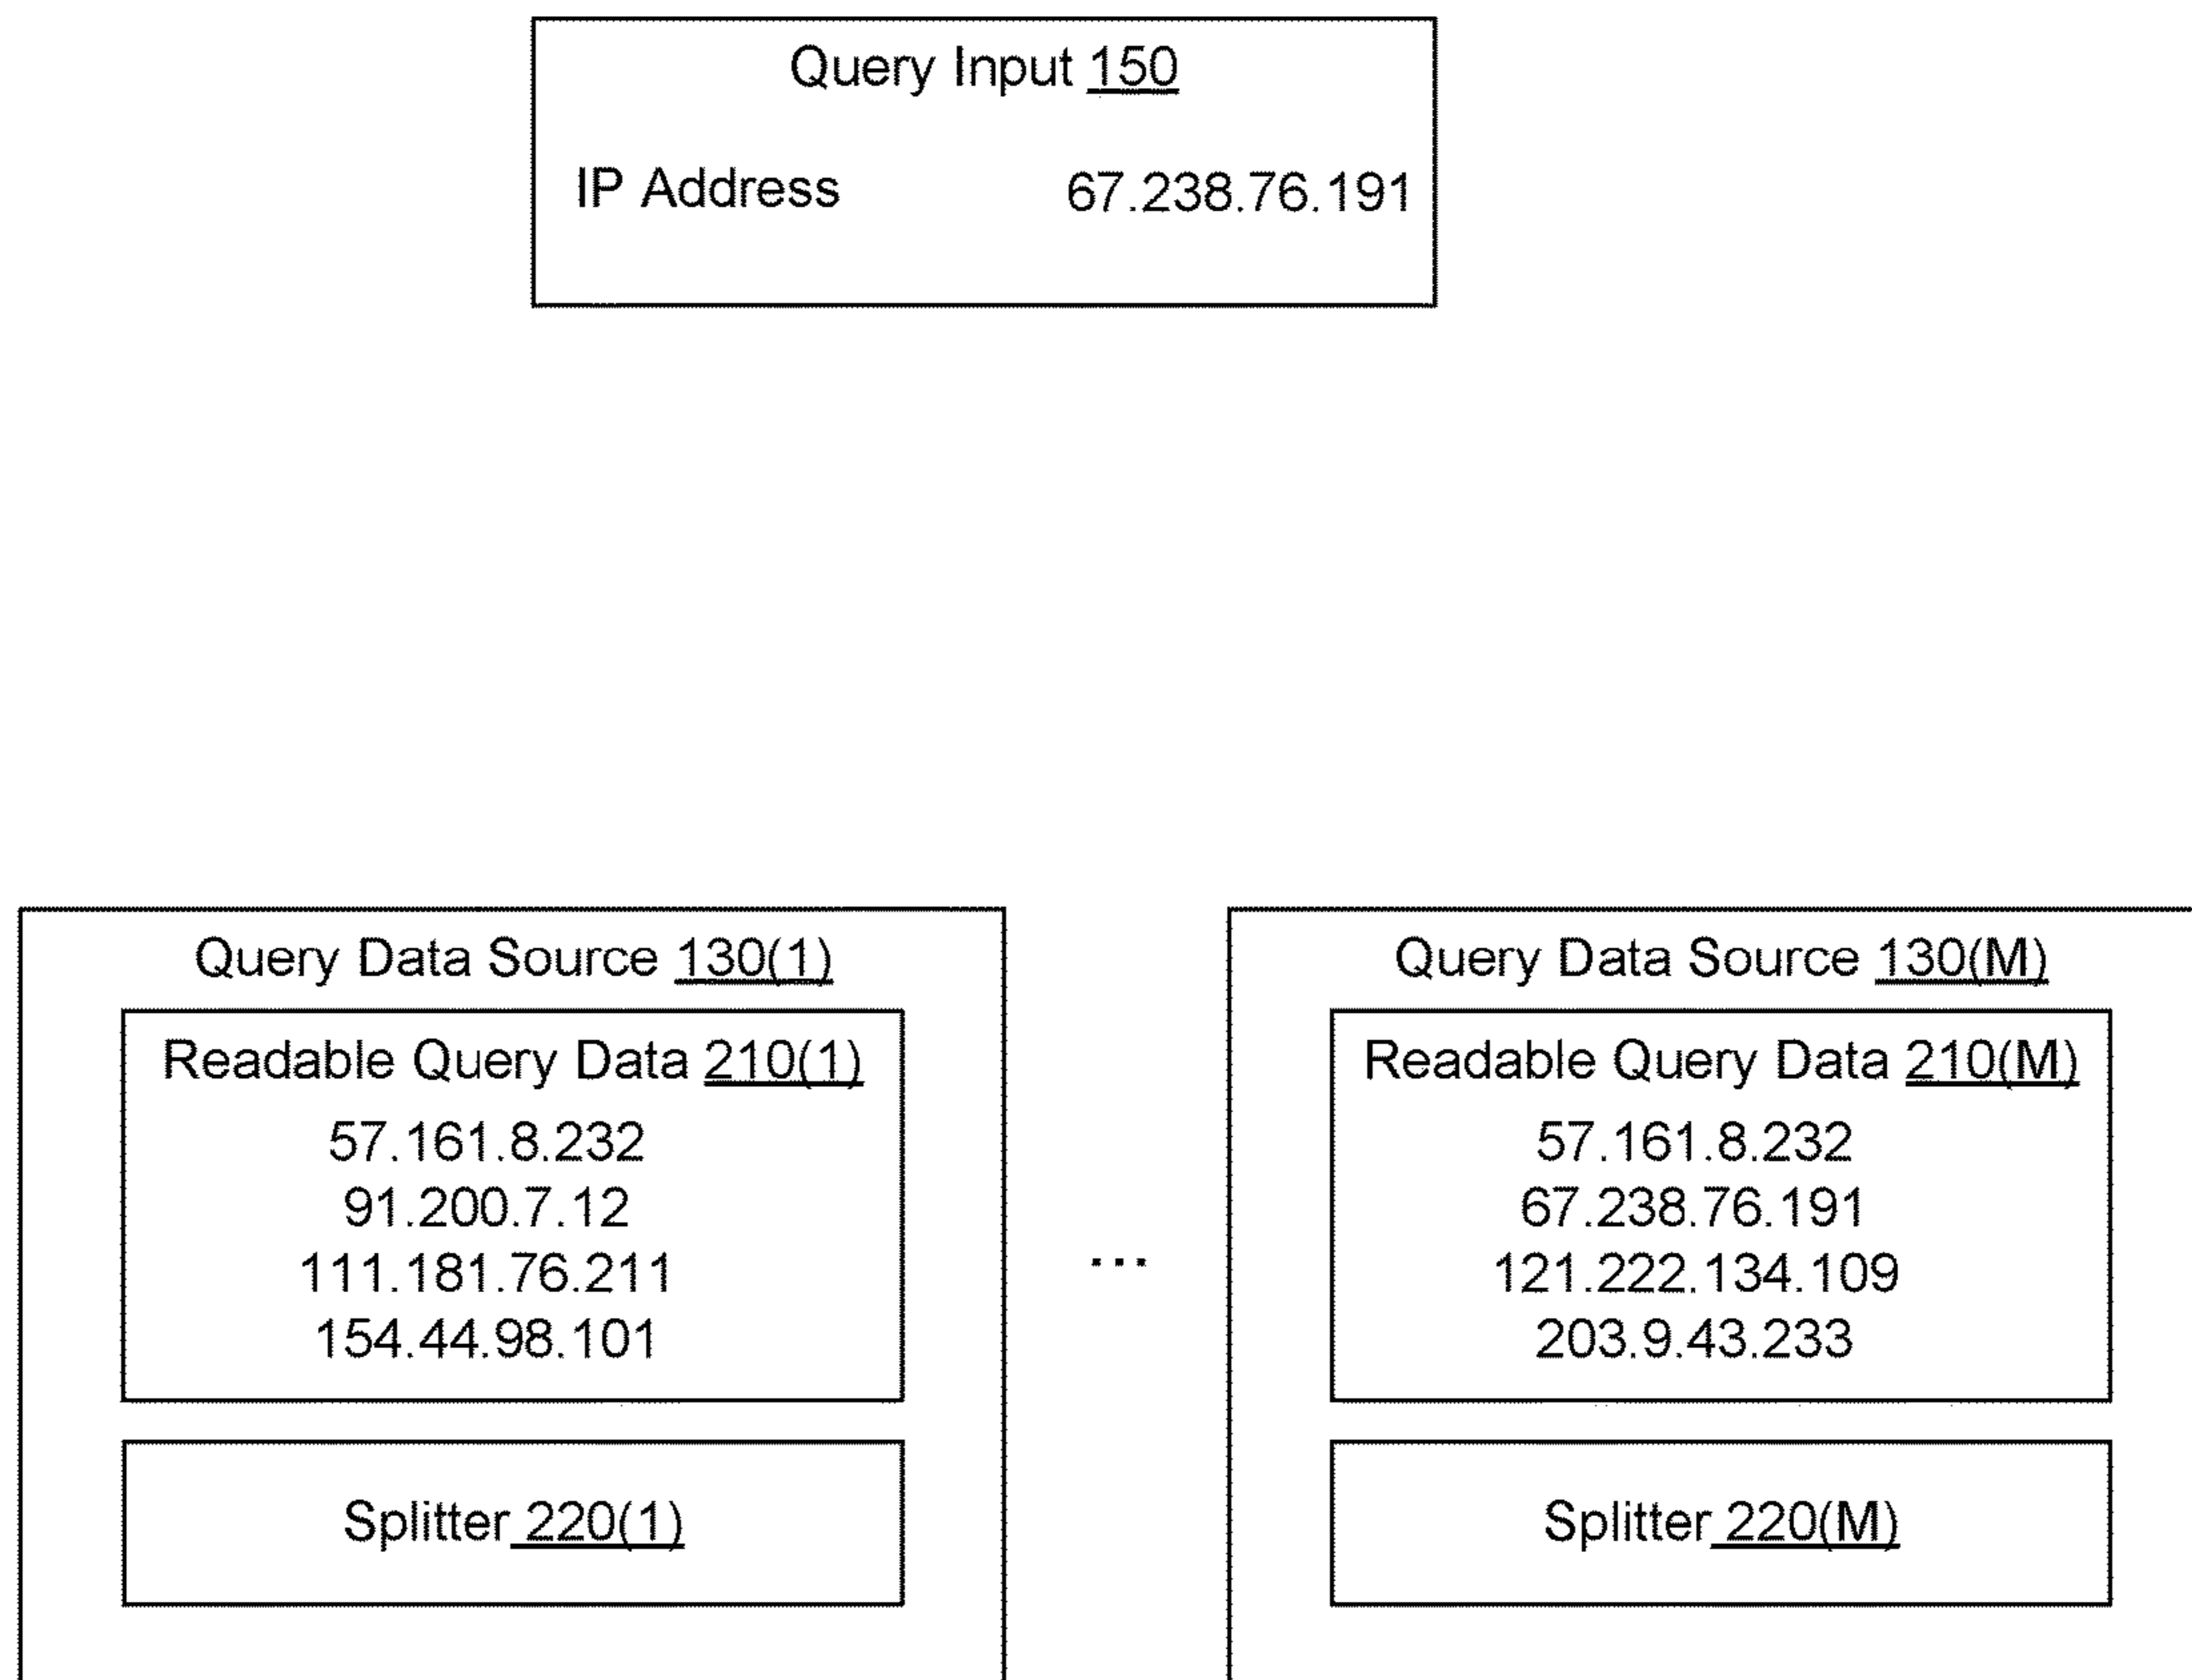 Query Input 150
IP Address 67.238.76.191
Query Data Source 130(1)
Readable Query Data 210(1)
57.161.8.232
91.200.7.12
111.181.76.211
154.44.98.101
Splitter 220(1)
...
Query Data Source 130(M)
Readable Query Data 210(M)
57.161.8.232
67.238.76.191
121.222.134.109
203.9.43.233
Splitter 220(M)